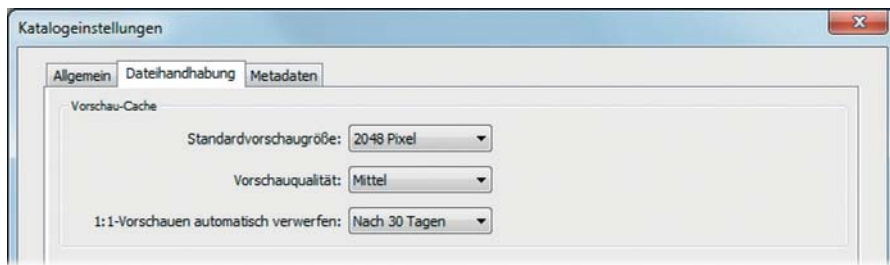 Katalogeinstellungen
Allgemein Dateihandhabung Metadaten
Vorschau-Cache
Standardvorschaugröße: 2048 Pixel
Vorschauqualität: Mittel
1:1-Vorschauen automatisch verwerfen: Nach 30 Tagen